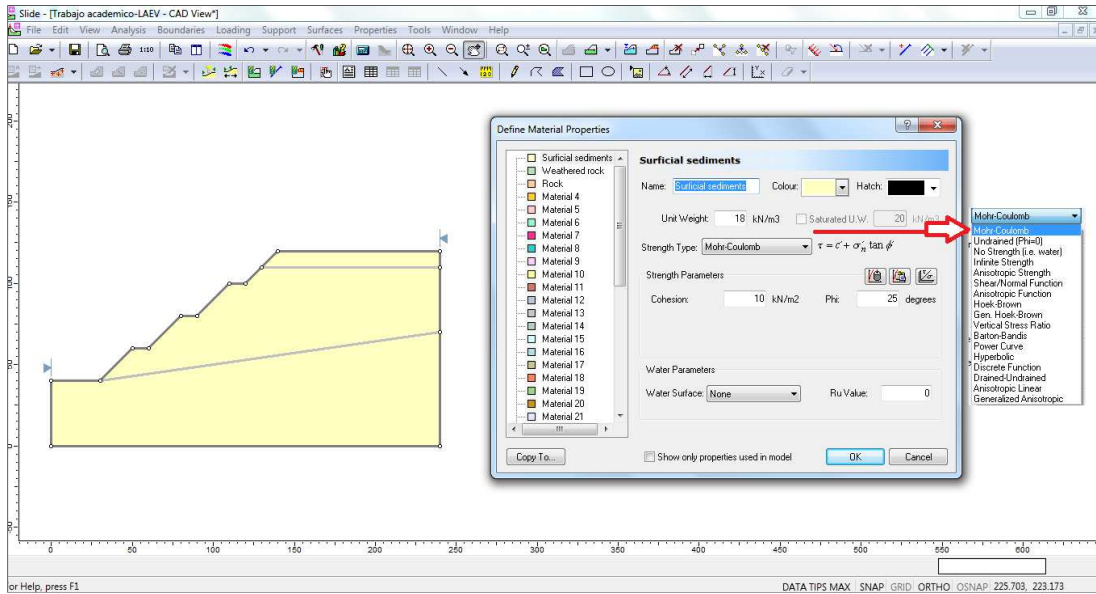 Slide - [Trabajo academico-LAEV - CAD View*]
File Edit View Analysis Boundaries Loading Support Surfaces Properties Tools Window Help
1:10
Define Material Properties
Surficial sediments
Weathered rock
Rock
Material 4
Material 5
Material 6
Material 7
Material 8
Material 9
Material 10
Material 11
Material 12
Material 13
Material 14
Material 15
Material 16
Material 17
Material 18
Material 19
Material 20
Material 21
Copy To...
Surficial sediments
Name: Surficial sediments Colour: Hatch:
Unit Weight: 18 kN/m3 Saturated U.W. 20 kN/m3
Strength Type: Mohr-Coulomb τ = c′ + σ′n tan ϕ′
Strength Parameters
Cohesion: 10 kN/m2 Phi: 25 degrees
Water Parameters
Water Surface: None Ru Value: 0
Show only properties used in model OK Cancel
Mohr-Coulomb
Mohr-Coulomb
Undrained (Phi=0)
No Strength (i.e. water)
Infinite Strength
Anisotropic Strength
Shear/Normal Function
Anisotropic Function
Hoek-Brown
Gen. Hoek-Brown
Vertical Stress Ratio
Barton-Bandis
Power Curve
Hyperbolic
Discrete Function
Drained-Undrained
Anisotropic Linear
Generalized Anisotropic
0 50 100 150 200 250 300 350 400 450 500 550 600
or Help, press F1 DATA TIPS MAX SNAP GRID ORTHO OSNAP 225.703, 223.173